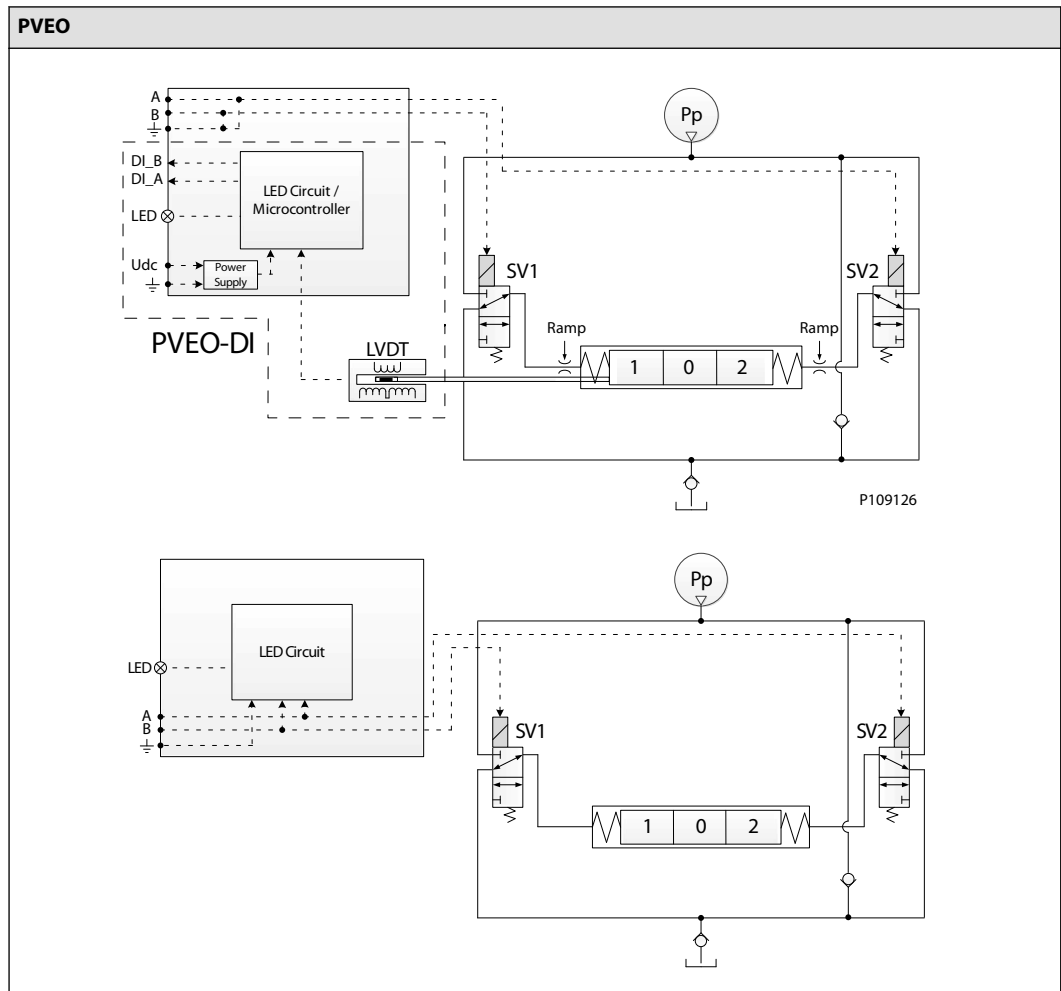 PVEO
A
B
DI_B
DI_A
LED
Udc
LED Circuit /
Microcontroller
Power
Supply
PVEO-DI
LVDT
Pp
SV1
SV2
Ramp
Ramp
1 0 2
P109126
LED
LED Circuit
A
B
Pp
SV1
SV2
1 0 2